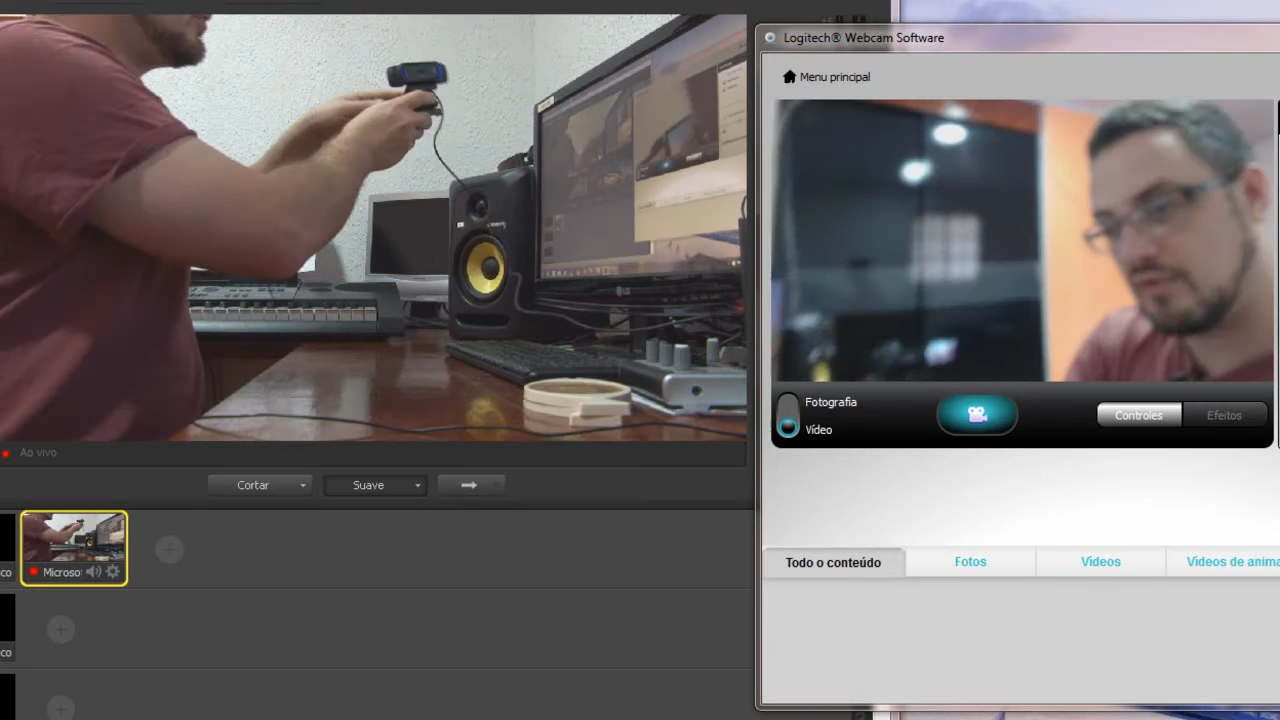 Logitech® Webcam Software
Menu principal
Fotografia
Vídeo
Controles
Efeitos
Ao vivo
Cortar
Suave
co
Microso
Todo o conteúdo
Fotos
Vídeos
Vídeos de anima
co